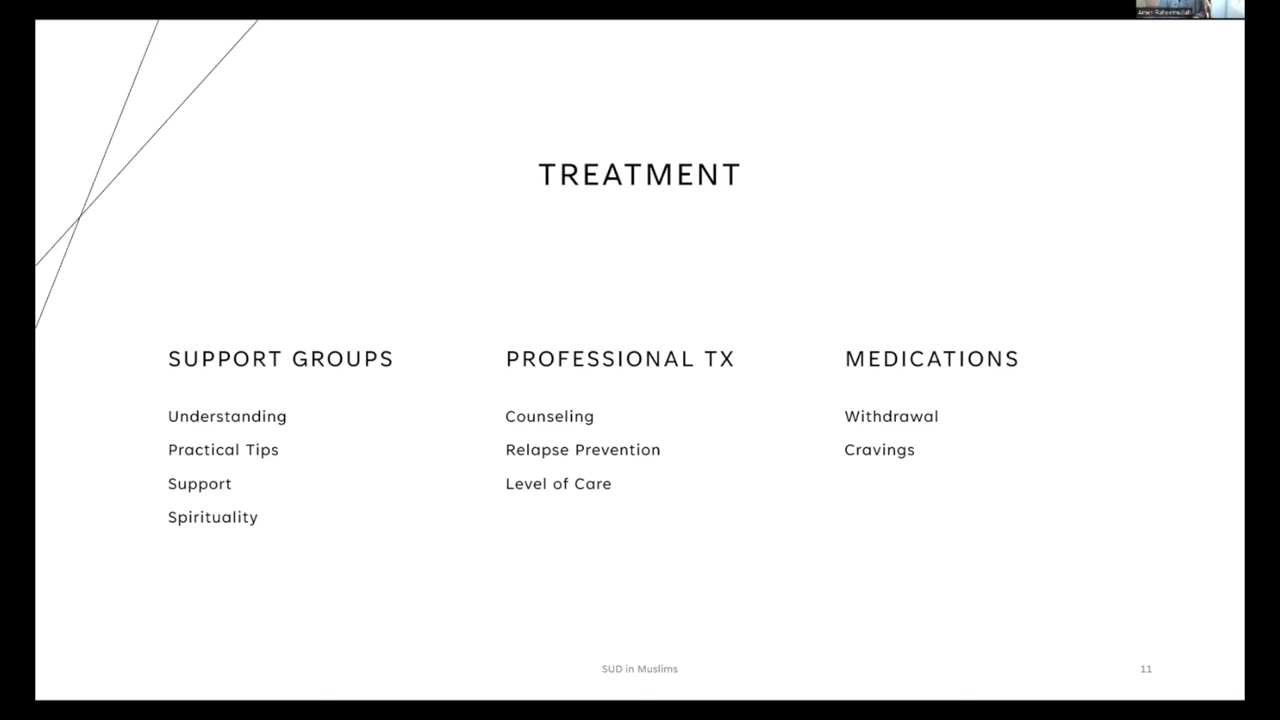 TREATMENT
SUPPORT GROUPS
Understanding
Practical Tips
Support
Spirituality
PROFESSIONAL TX
Counseling
Relapse Prevention
Level of Care
MEDICATIONS
Withdrawal
Cravings
SUD in Muslims
11